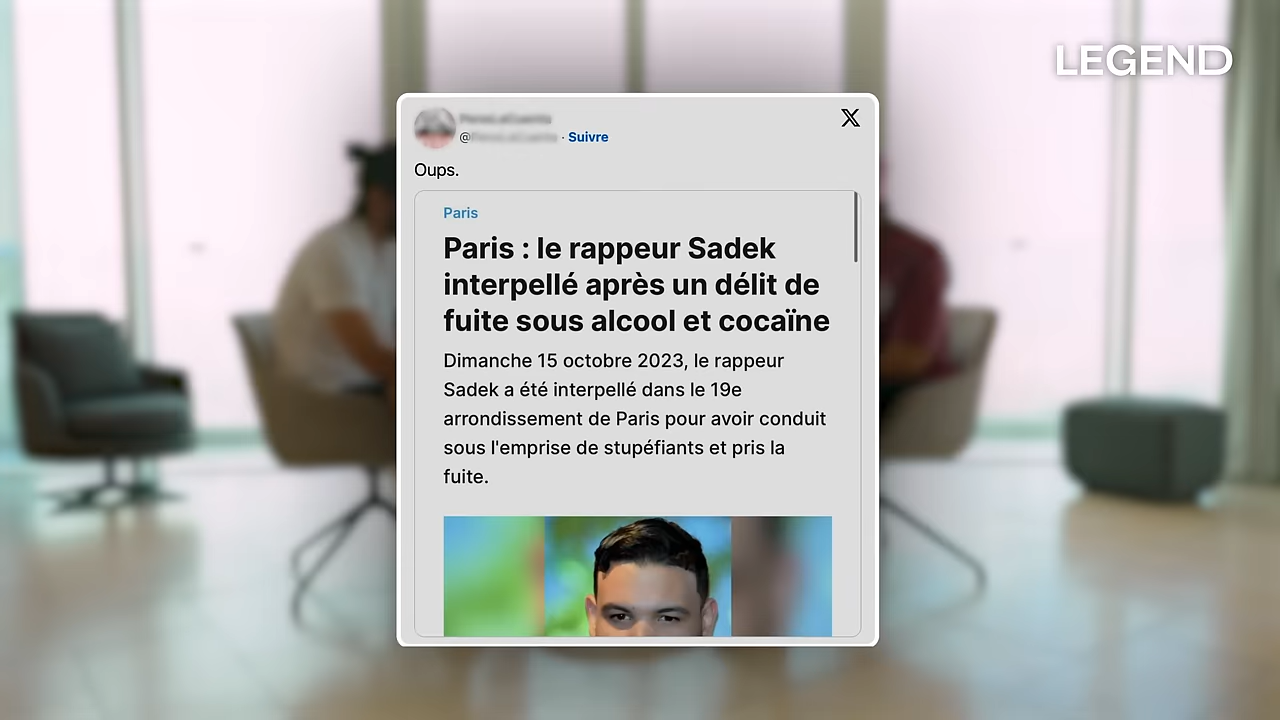 LEGEND
@
· Suivre
Oups.
Paris
Paris : le rappeur Sadek
interpellé après un délit de
fuite sous alcool et cocaïne
Dimanche 15 octobre 2023, le rappeur
Sadek a été interpellé dans le 19e
arrondissement de Paris pour avoir conduit
sous l'emprise de stupéfiants et pris la
fuite.